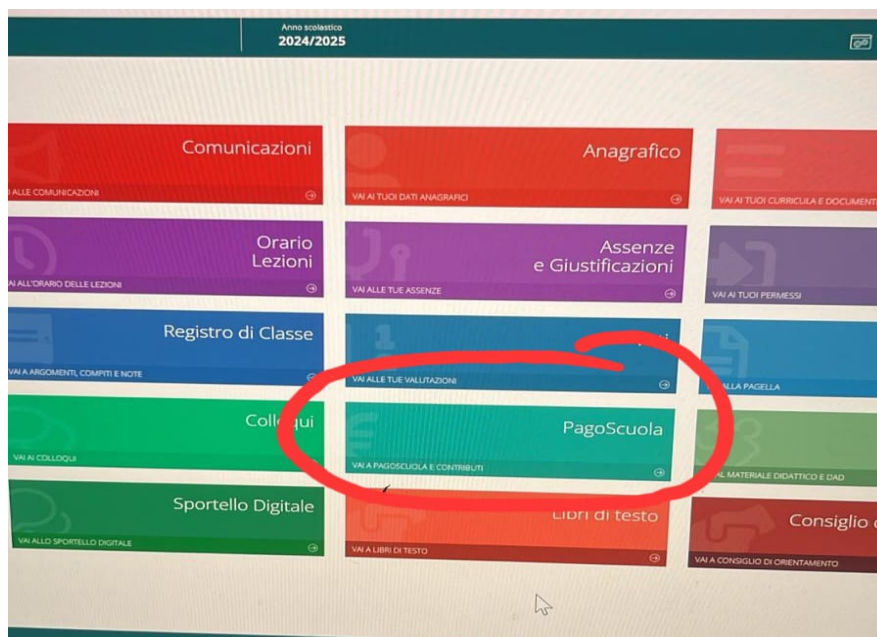 Anno scolastico
2024/2025
Comunicazioni
ALLE COMUNICAZIONI
Anagrafico
VAI AI TUOI DATI ANAGRAFICI
VAI AI TUOI CURRICULA E DOCUMENTI
Orario
Lezioni
ALL'ORARIO DELLE LEZIONI
Assenze
e Giustificazioni
VAI ALLE TUE ASSENZE
VAI AI TUOI PERMESSI
Registro di Classe
VAI A ARGOMENTI, COMPITI E NOTE
VAI ALLE TUE VALUTAZIONI
ALLA PAGELLA
Colloqui
VAI AI COLLOQUI
PagoScuola
VAI A PAGOSCUOLA E CONTRIBUTI
AL MATERIALE DIDATTICO E DAD
Sportello Digitale
VAI ALLO SPORTELLO DIGITALE
Libri di testo
VAI A LIBRI DI TESTO
Consiglio
VAI A CONSIGLIO DI ORIENTAMENTO